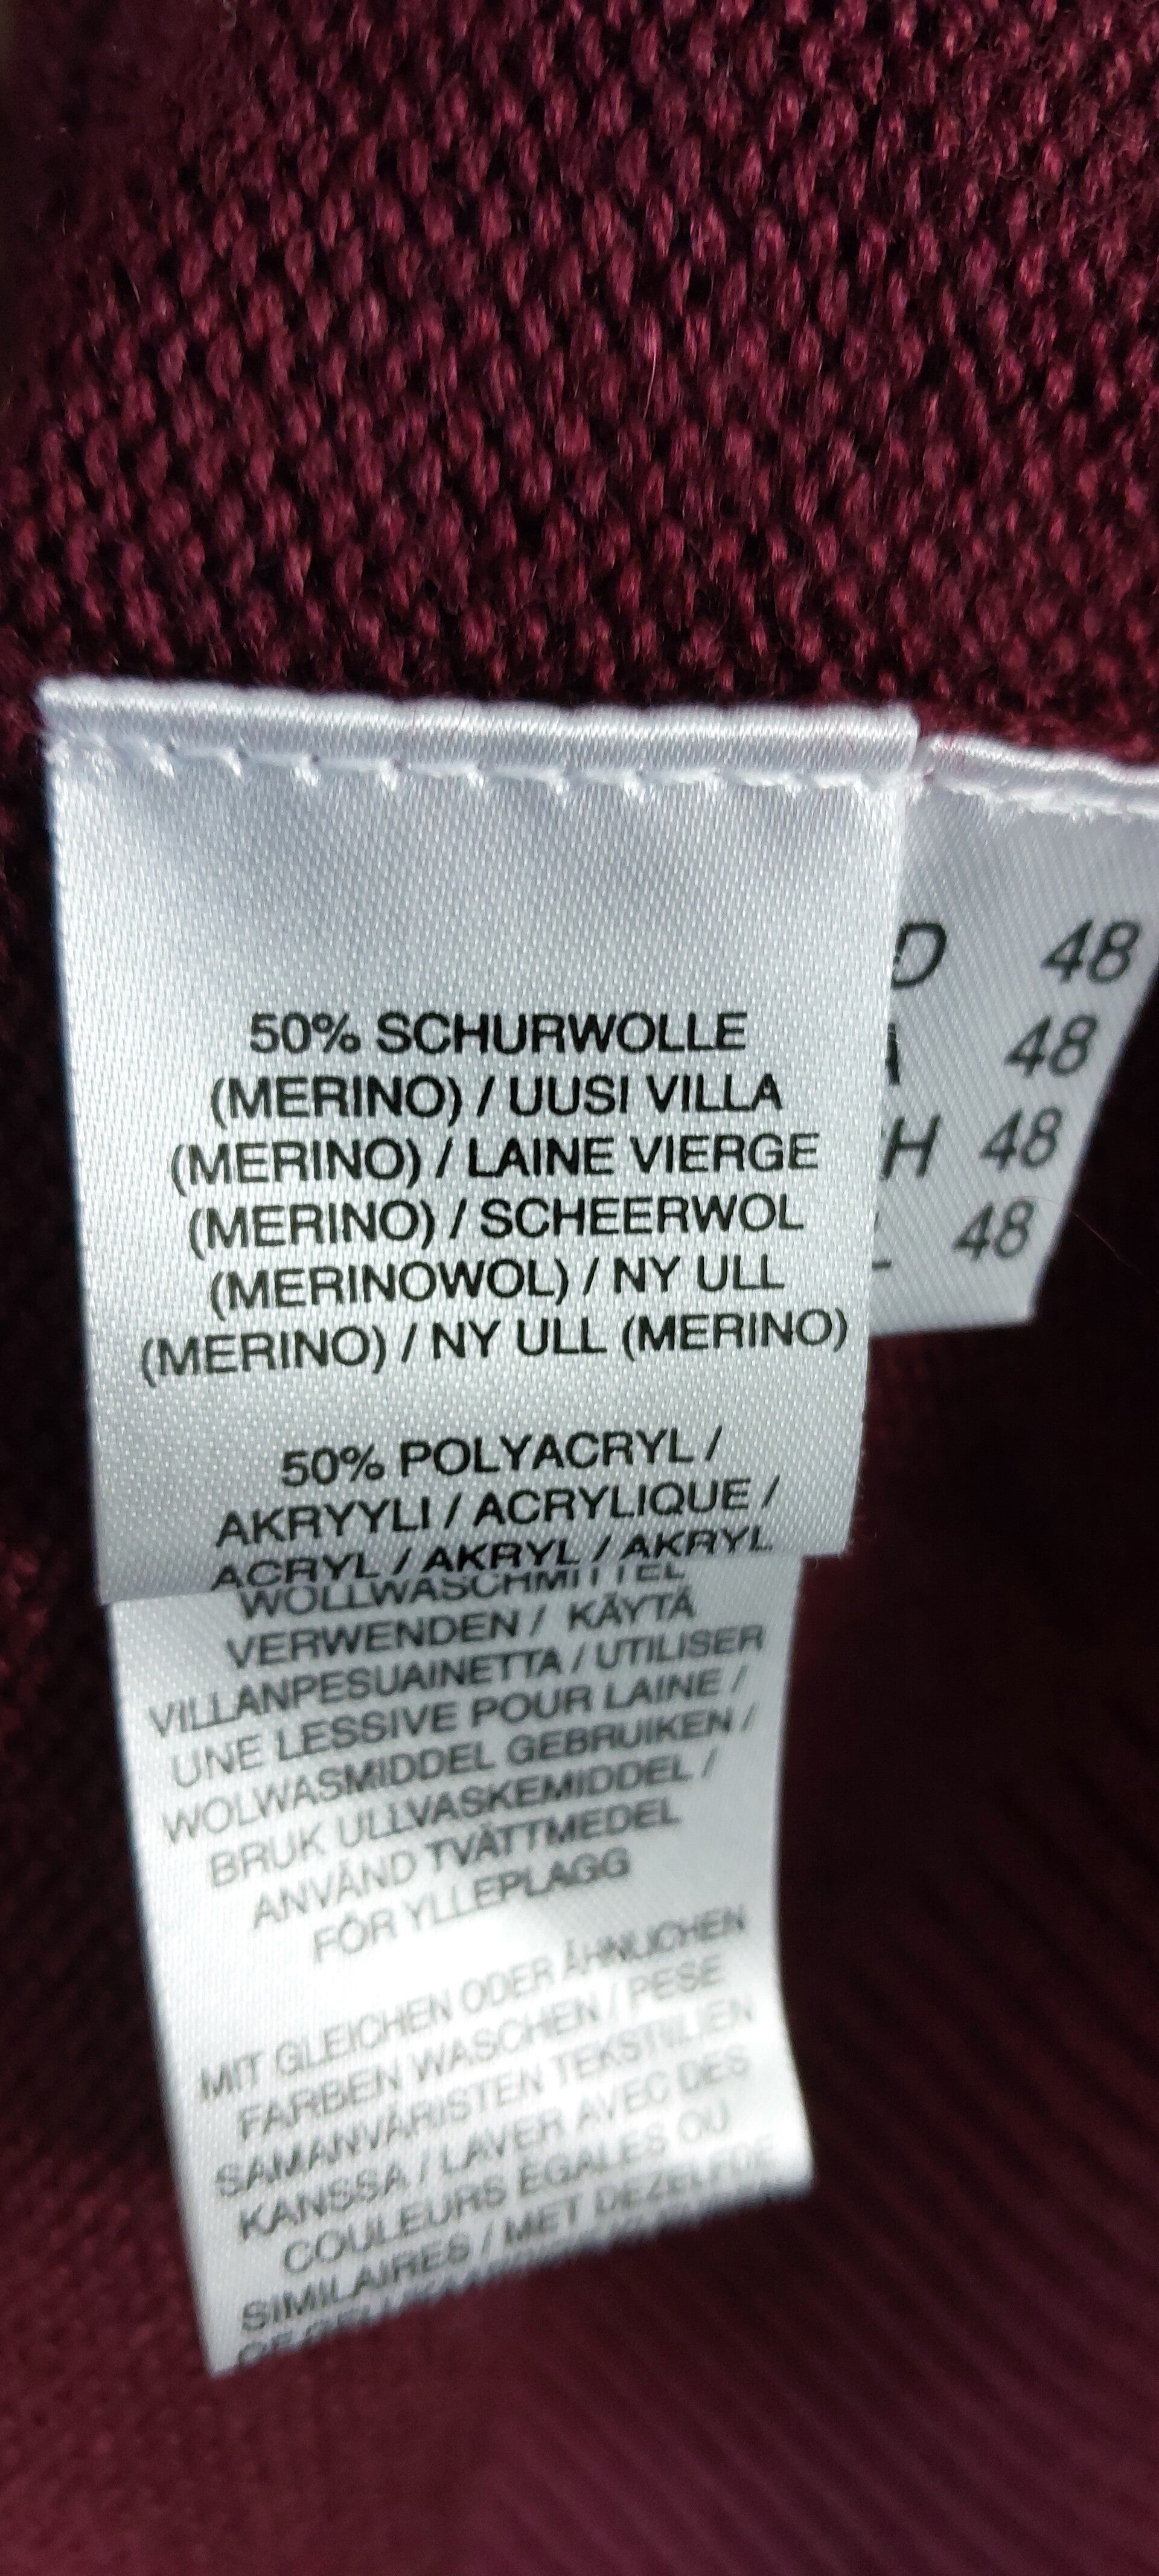 50% SCHURWOLLE
(MERINO) / UUSI VILLA
(MERINO) / LAINE VIERGE
(MERINO) / SCHEERWOL
(MERINOWOL) / NY ULL
(MERINO) / NY ULL (MERINO)
50% POLYACRYL /
AKRYYLI / ACRYLIQUE /
ACRYL / AKRYL / AKRYL
WOLLWASCHMITTEL
VERWENDEN / KÄYTÄ
VILLANPESUAINETTA / UTILISER
UNE LESSIVE POUR LAINE /
WOLWASMIDDEL GEBRUIKEN /
BRUK ULLVASKEMIDDEL /
ANVÄND TVÄTTMEDEL
FÖR YLLEPLAGG
MIT GLEICHEN ODER ÄHNLICHEN
FARBEN WASCHEN / PESE
SAMANVÄRISTEN TEKSTIILIEN
KANSSA / LAVER AVEC DES
COULEURS ÉGALES OU
SIMILAIRES / MET DEZELFDE
D 48
A 48
H 48
48